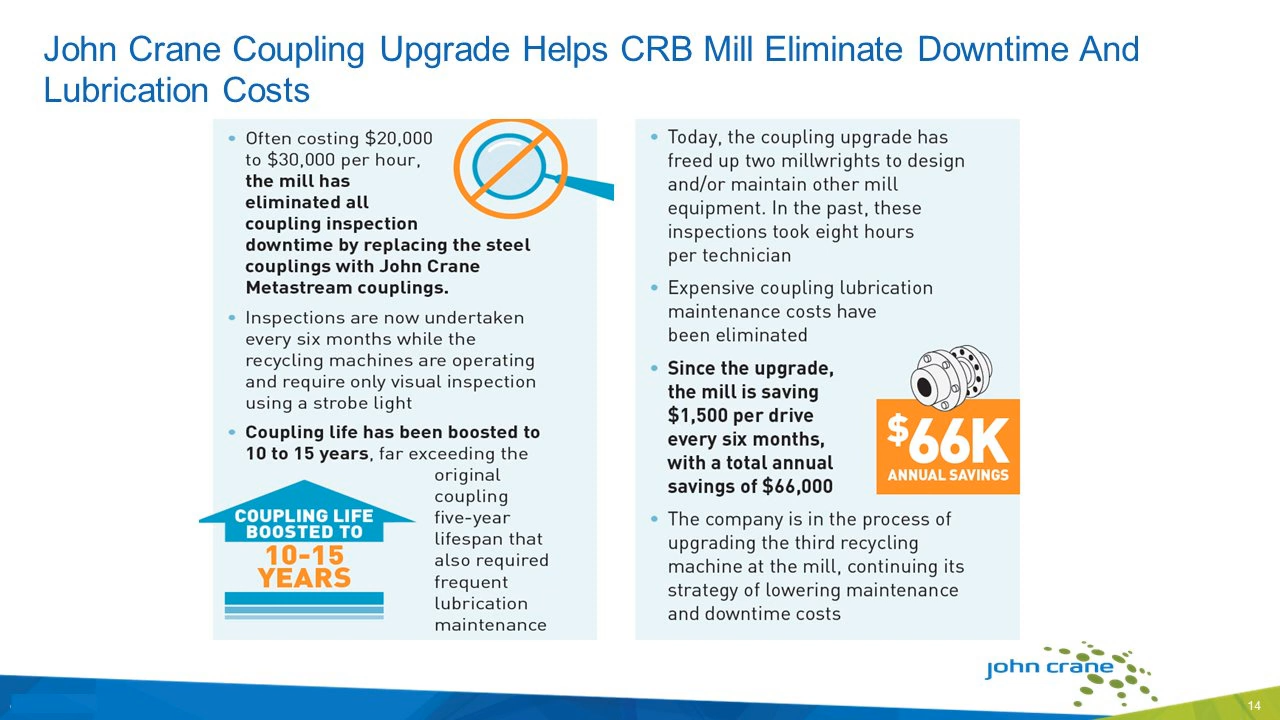 John Crane Coupling Upgrade Helps CRB Mill Eliminate Downtime And
Lubrication Costs
• Often costing $20,000
to $30,000 per hour,
the mill has
eliminated all
coupling inspection
downtime by replacing the steel
couplings with John Crane
Metastream couplings.
• Inspections are now undertaken
every six months while the
recycling machines are operating
and require only visual inspection
using a strobe light
• Coupling life has been boosted to
10 to 15 years, far exceeding the
original
coupling
five-year
lifespan that
also required
frequent
lubrication
maintenance
COUPLING LIFE
BOOSTED TO
10-15
YEARS
• Today, the coupling upgrade has
freed up two millwrights to design
and/or maintain other mill
equipment. In the past, these
inspections took eight hours
per technician
• Expensive coupling lubrication
maintenance costs have
been eliminated
• Since the upgrade,
the mill is saving
$1,500 per drive
every six months,
with a total annual
savings of $66,000
$66K
ANNUAL SAVINGS
• The company is in the process of
upgrading the third recycling
machine at the mill, continuing its
strategy of lowering maintenance
and downtime costs
john crane
14